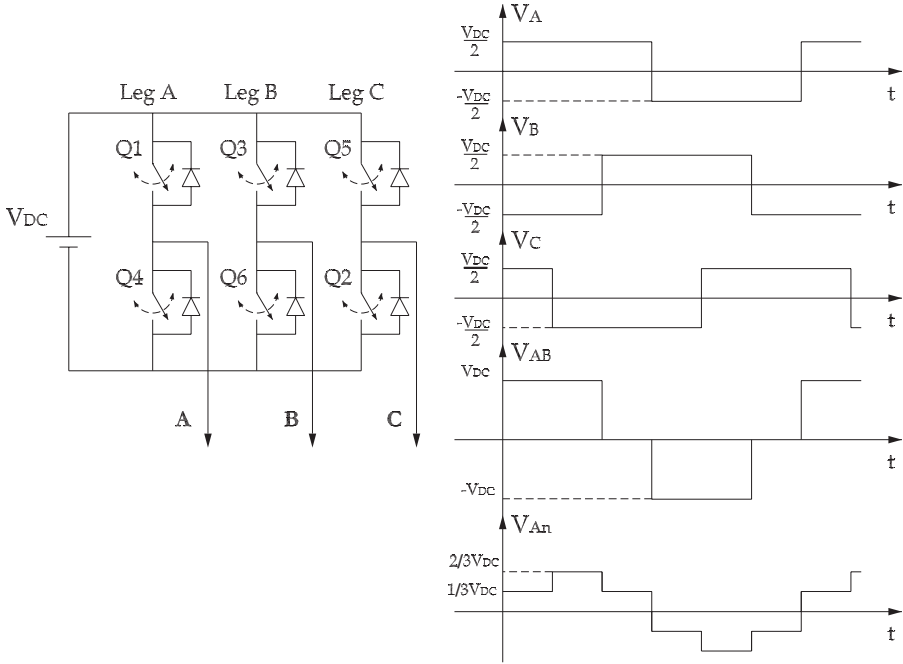 Leg A Leg B Leg C
Q1 Q3 Q5
VDC
Q4 Q6 Q2
A B C
VA
VDC
2
-VDC
2
t
VB
VDC
2
-VDC
2
t
VC
VDC
2
-VDC
2
t
VAB
VDC
-VDC
t
VAn
2/3VDC
1/3VDC
t